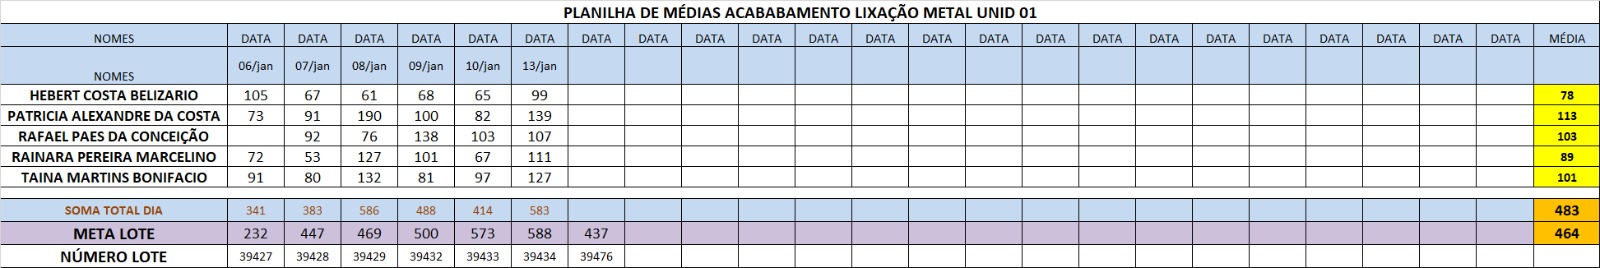 PLANILHA DE MÉDIAS ACABABAMENTO LIXAÇÃO METAL UNID 01
NOMES DATA DATA DATA DATA DATA DATA DATA DATA DATA DATA DATA DATA DATA DATA DATA DATA DATA DATA DATA DATA DATA DATA DATA MÉDIA
NOMES 06/jan 07/jan 08/jan 09/jan 10/jan 13/jan
HEBERT COSTA BELIZARIO 105 67 61 68 65 99 78
PATRICIA ALEXANDRE DA COSTA 73 91 190 100 82 139 113
RAFAEL PAES DA CONCEIÇÃO 92 76 138 103 107 103
RAINARA PEREIRA MARCELINO 72 53 127 101 67 111 89
TAINA MARTINS BONIFACIO 91 80 132 81 97 127 101
SOMA TOTAL DIA 341 383 586 488 414 583 483
META LOTE 232 447 469 500 573 588 437 464
NÚMERO LOTE 39427 39428 39429 39432 39433 39434 39476